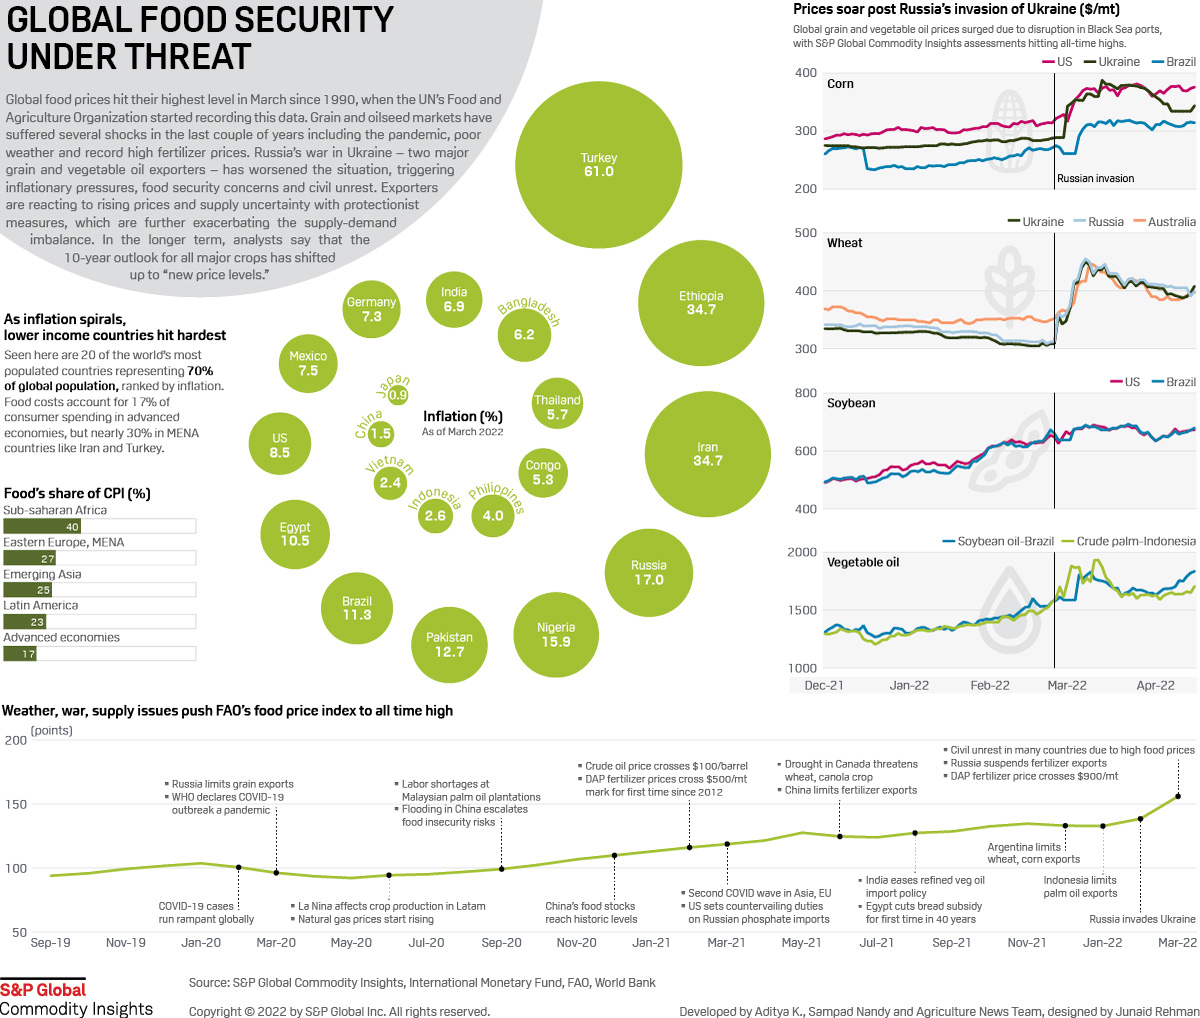 GLOBAL FOOD SECURITY
UNDER THREAT
Global food prices hit their highest level in March since 1990, when the UN's Food and
Agriculture Organization started recording this data. Grain and oilseed markets have
suffered several shocks in the last couple of years including the pandemic, poor
weather and record high fertilizer prices. Russia's war in Ukraine – two major
grain and vegetable oil exporters – has worsened the situation, triggering
inflationary pressures, food security concerns and civil unrest. Exporters
are reacting to rising prices and supply uncertainty with protectionist
measures, which are further exacerbating the supply-demand
imbalance. In the longer term, analysts say that the
10-year outlook for all major crops has shifted
up to “new price levels.”
As inflation spirals,
lower income countries hit hardest
Seen here are 20 of the world's most
populated countries representing 70%
of global population, ranked by inflation.
Food costs account for 17% of
consumer spending in advanced
economies, but nearly 30% in MENA
countries like Iran and Turkey.
Food's share of CPI (%)
Sub-saharan Africa
40
Eastern Europe, MENA
27
Emerging Asia
25
Latin America
23
Advanced economies
17
Inflation (%)
As of March 2022
Turkey
61.0
Ethiopia
34.7
Iran
34.7
Russia
17.0
Nigeria
15.9
Pakistan
12.7
Brazil
11.3
Egypt
10.5
US
8.5
Mexico
7.5
Germany
7.3
India
6.9
Bangladesh
6.2
Thailand
5.7
Congo
5.3
Philippines
4.0
Indonesia
2.6
Vietnam
2.4
China
1.5
Japan
0.9
Prices soar post Russia's invasion of Ukraine ($/mt)
Global grain and vegetable oil prices surged due to disruption in Black Sea ports,
with S&P Global Commodity Insights assessments hitting all-time highs.
US Ukraine Brazil
400
Corn
300
200
Russian invasion
Ukraine Russia Australia
500
Wheat
400
300
US Brazil
800
Soybean
600
400
Soybean oil-Brazil Crude palm-Indonesia
2000
Vegetable oil
1500
1000
Dec-21 Jan-22 Feb-22 Mar-22 Apr-22
Weather, war, supply issues push FAO's food price index to all time high
(points)
200
150
100
50
Russia limits grain exports
WHO declares COVID-19
outbreak a pandemic
Labor shortages at
Malaysian palm oil plantations
Flooding in China escalates
food insecurity risks
Crude oil price crosses $100/barrel
DAP fertilizer prices cross $500/mt
mark for first time since 2012
Drought in Canada threatens
wheat, canola crop
China limits fertilizer exports
Civil unrest in many countries due to high food prices
Russia suspends fertilizer exports
DAP fertilizer price crosses $900/mt
COVID-19 cases
run rampant globally
La Nina affects crop production in Latam
Natural gas prices start rising
China's food stocks
reach historic levels
Second COVID wave in Asia, EU
US sets countervailing duties
on Russian phosphate imports
India eases refined veg oil
import policy
Egypt cuts bread subsidy
for first time in 40 years
Argentina limits
wheat, corn exports
Indonesia limits
palm oil exports
Russia invades Ukraine
Sep-19 Nov-19 Jan-20 Mar-20 May-20 Jul-20 Sep-20 Nov-20 Jan-21 Mar-21 May-21 Jul-21 Sep-21 Nov-21 Jan-22 Mar-22
S&P Global
Commodity Insights
Source: S&P Global Commodity Insights, International Monetary Fund, FAO, World Bank
Copyright © 2022 by S&P Global Inc. All rights reserved.
Developed by Aditya K., Sampad Nandy and Agriculture News Team, designed by Junaid Rehman